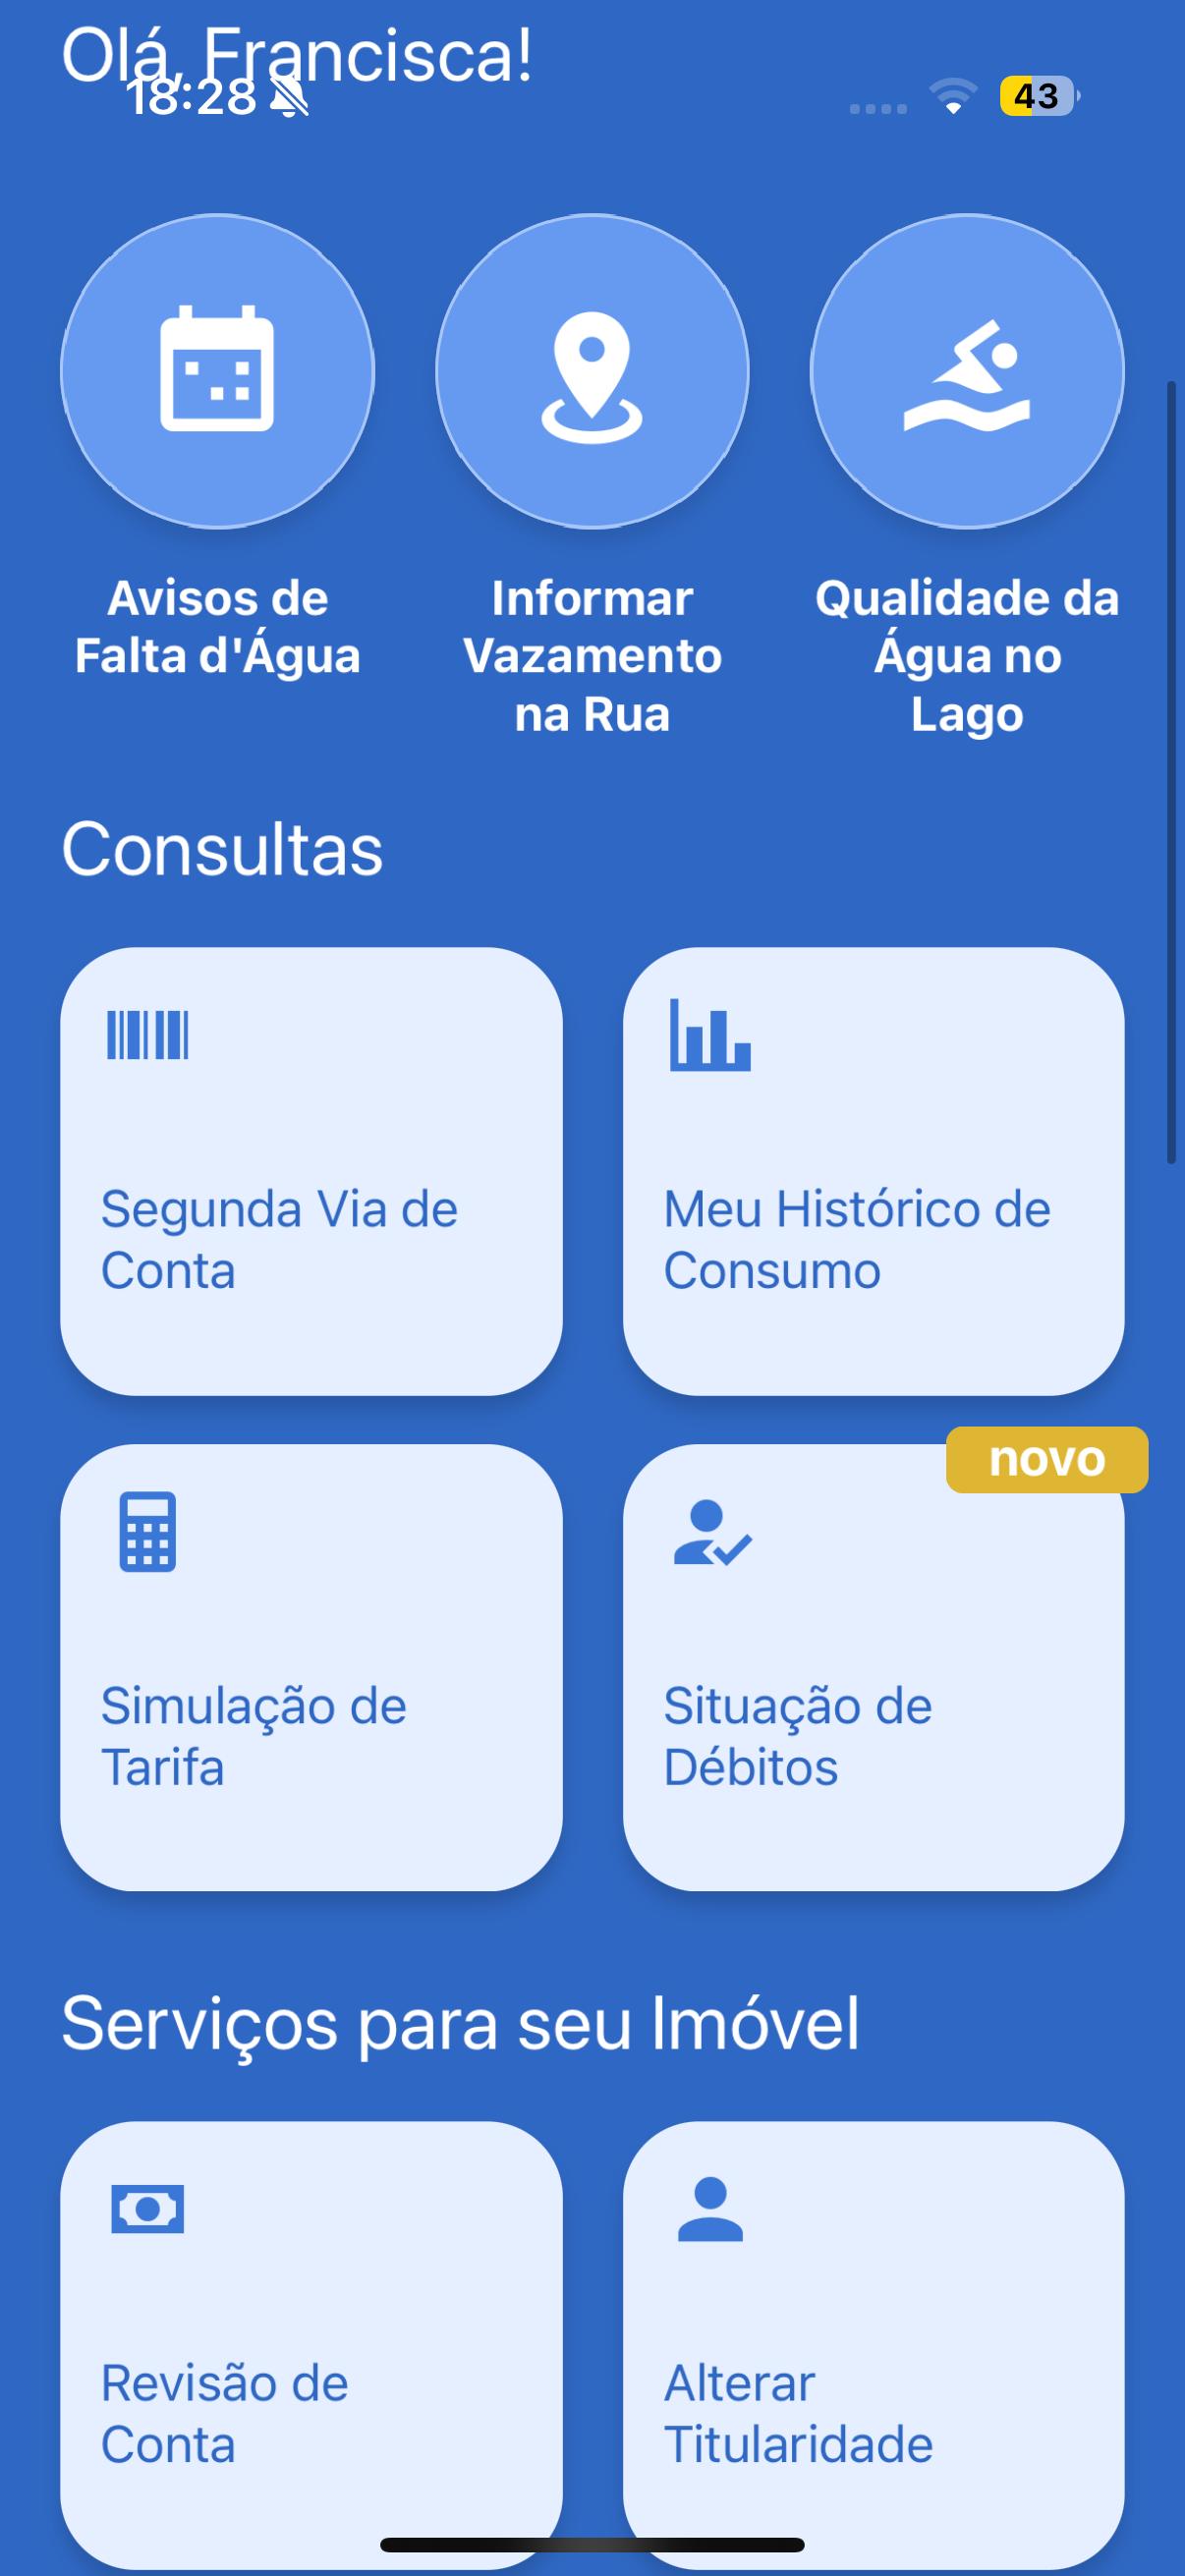 Olá, Francisca!
18:28
43
Avisos de
Falta d'Água
Informar
Vazamento
na Rua
Qualidade da
Água no
Lago
Consultas
Segunda Via de
Conta
Meu Histórico de
Consumo
Simulação de
Tarifa
novo
Situação de
Débitos
Serviços para seu Imóvel
Revisão de
Conta
Alterar
Titularidade